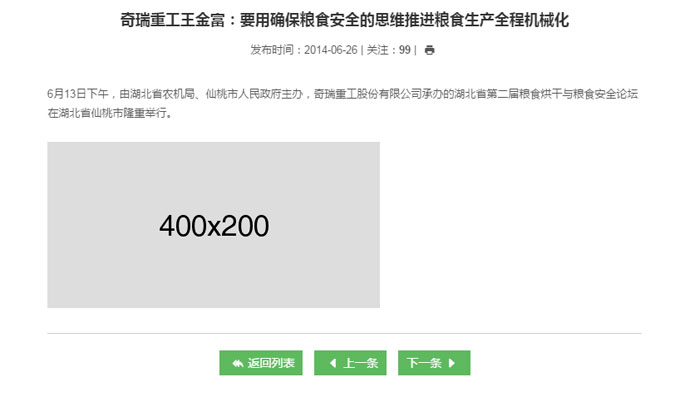 奇瑞重工王金富：要用确保粮食安全的思维推进粮食生产全程机械化
发布时间：2014-06-26 | 关注：99 |
6月13日下午，由湖北省农机局、仙桃市人民政府主办，奇瑞重工股份有限公司承办的湖北省第二届粮食烘干与粮食安全论坛
在湖北省仙桃市隆重举行。
400x200
返回列表 上一条 下一条